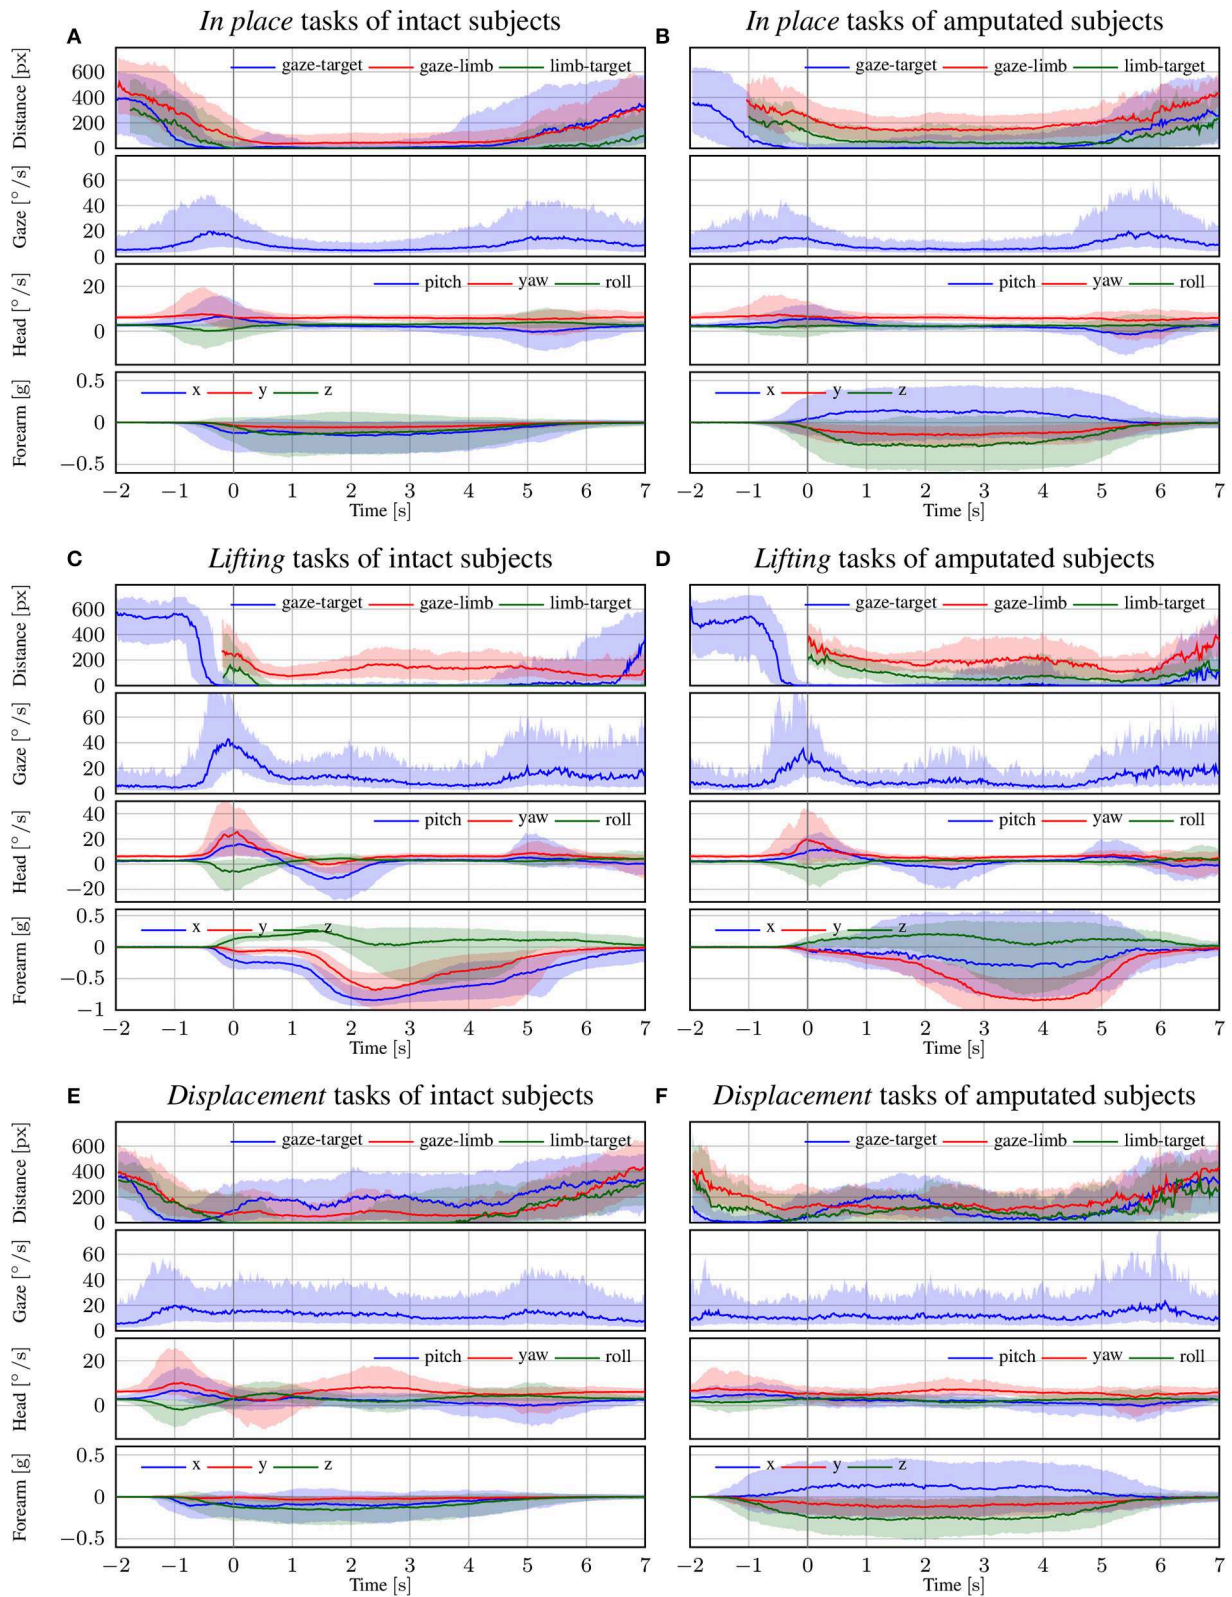 A In place tasks of intact subjects
Distance [px]
600
400
200
0
gaze-target gaze-limb limb-target
Gaze [°/s]
60
40
20
0
Head [°/s]
20
0
pitch yaw roll
Forearm [g]
0.5
0
−0.5
x y z
−2 −1 0 1 2 3 4 5 6 7
Time [s]
B In place tasks of amputated subjects
gaze-target gaze-limb limb-target
pitch yaw roll
x y z
−2 −1 0 1 2 3 4 5 6 7
Time [s]
C Lifting tasks of intact subjects
Distance [px]
600
400
200
0
gaze-target gaze-limb limb-target
Gaze [°/s]
60
40
20
0
Head [°/s]
40
20
0
−20
pitch yaw roll
Forearm [g]
0.5
0
−0.5
−1
x y z
−2 −1 0 1 2 3 4 5 6 7
Time [s]
D Lifting tasks of amputated subjects
gaze-target gaze-limb limb-target
pitch yaw roll
x y z
−2 −1 0 1 2 3 4 5 6 7
Time [s]
E Displacement tasks of intact subjects
Distance [px]
600
400
200
0
gaze-target gaze-limb limb-target
Gaze [°/s]
60
40
20
0
Head [°/s]
20
0
pitch yaw roll
Forearm [g]
0.5
0
−0.5
x y z
−2 −1 0 1 2 3 4 5 6 7
Time [s]
F Displacement tasks of amputated subjects
gaze-target gaze-limb limb-target
pitch yaw roll
x y z
−2 −1 0 1 2 3 4 5 6 7
Time [s]